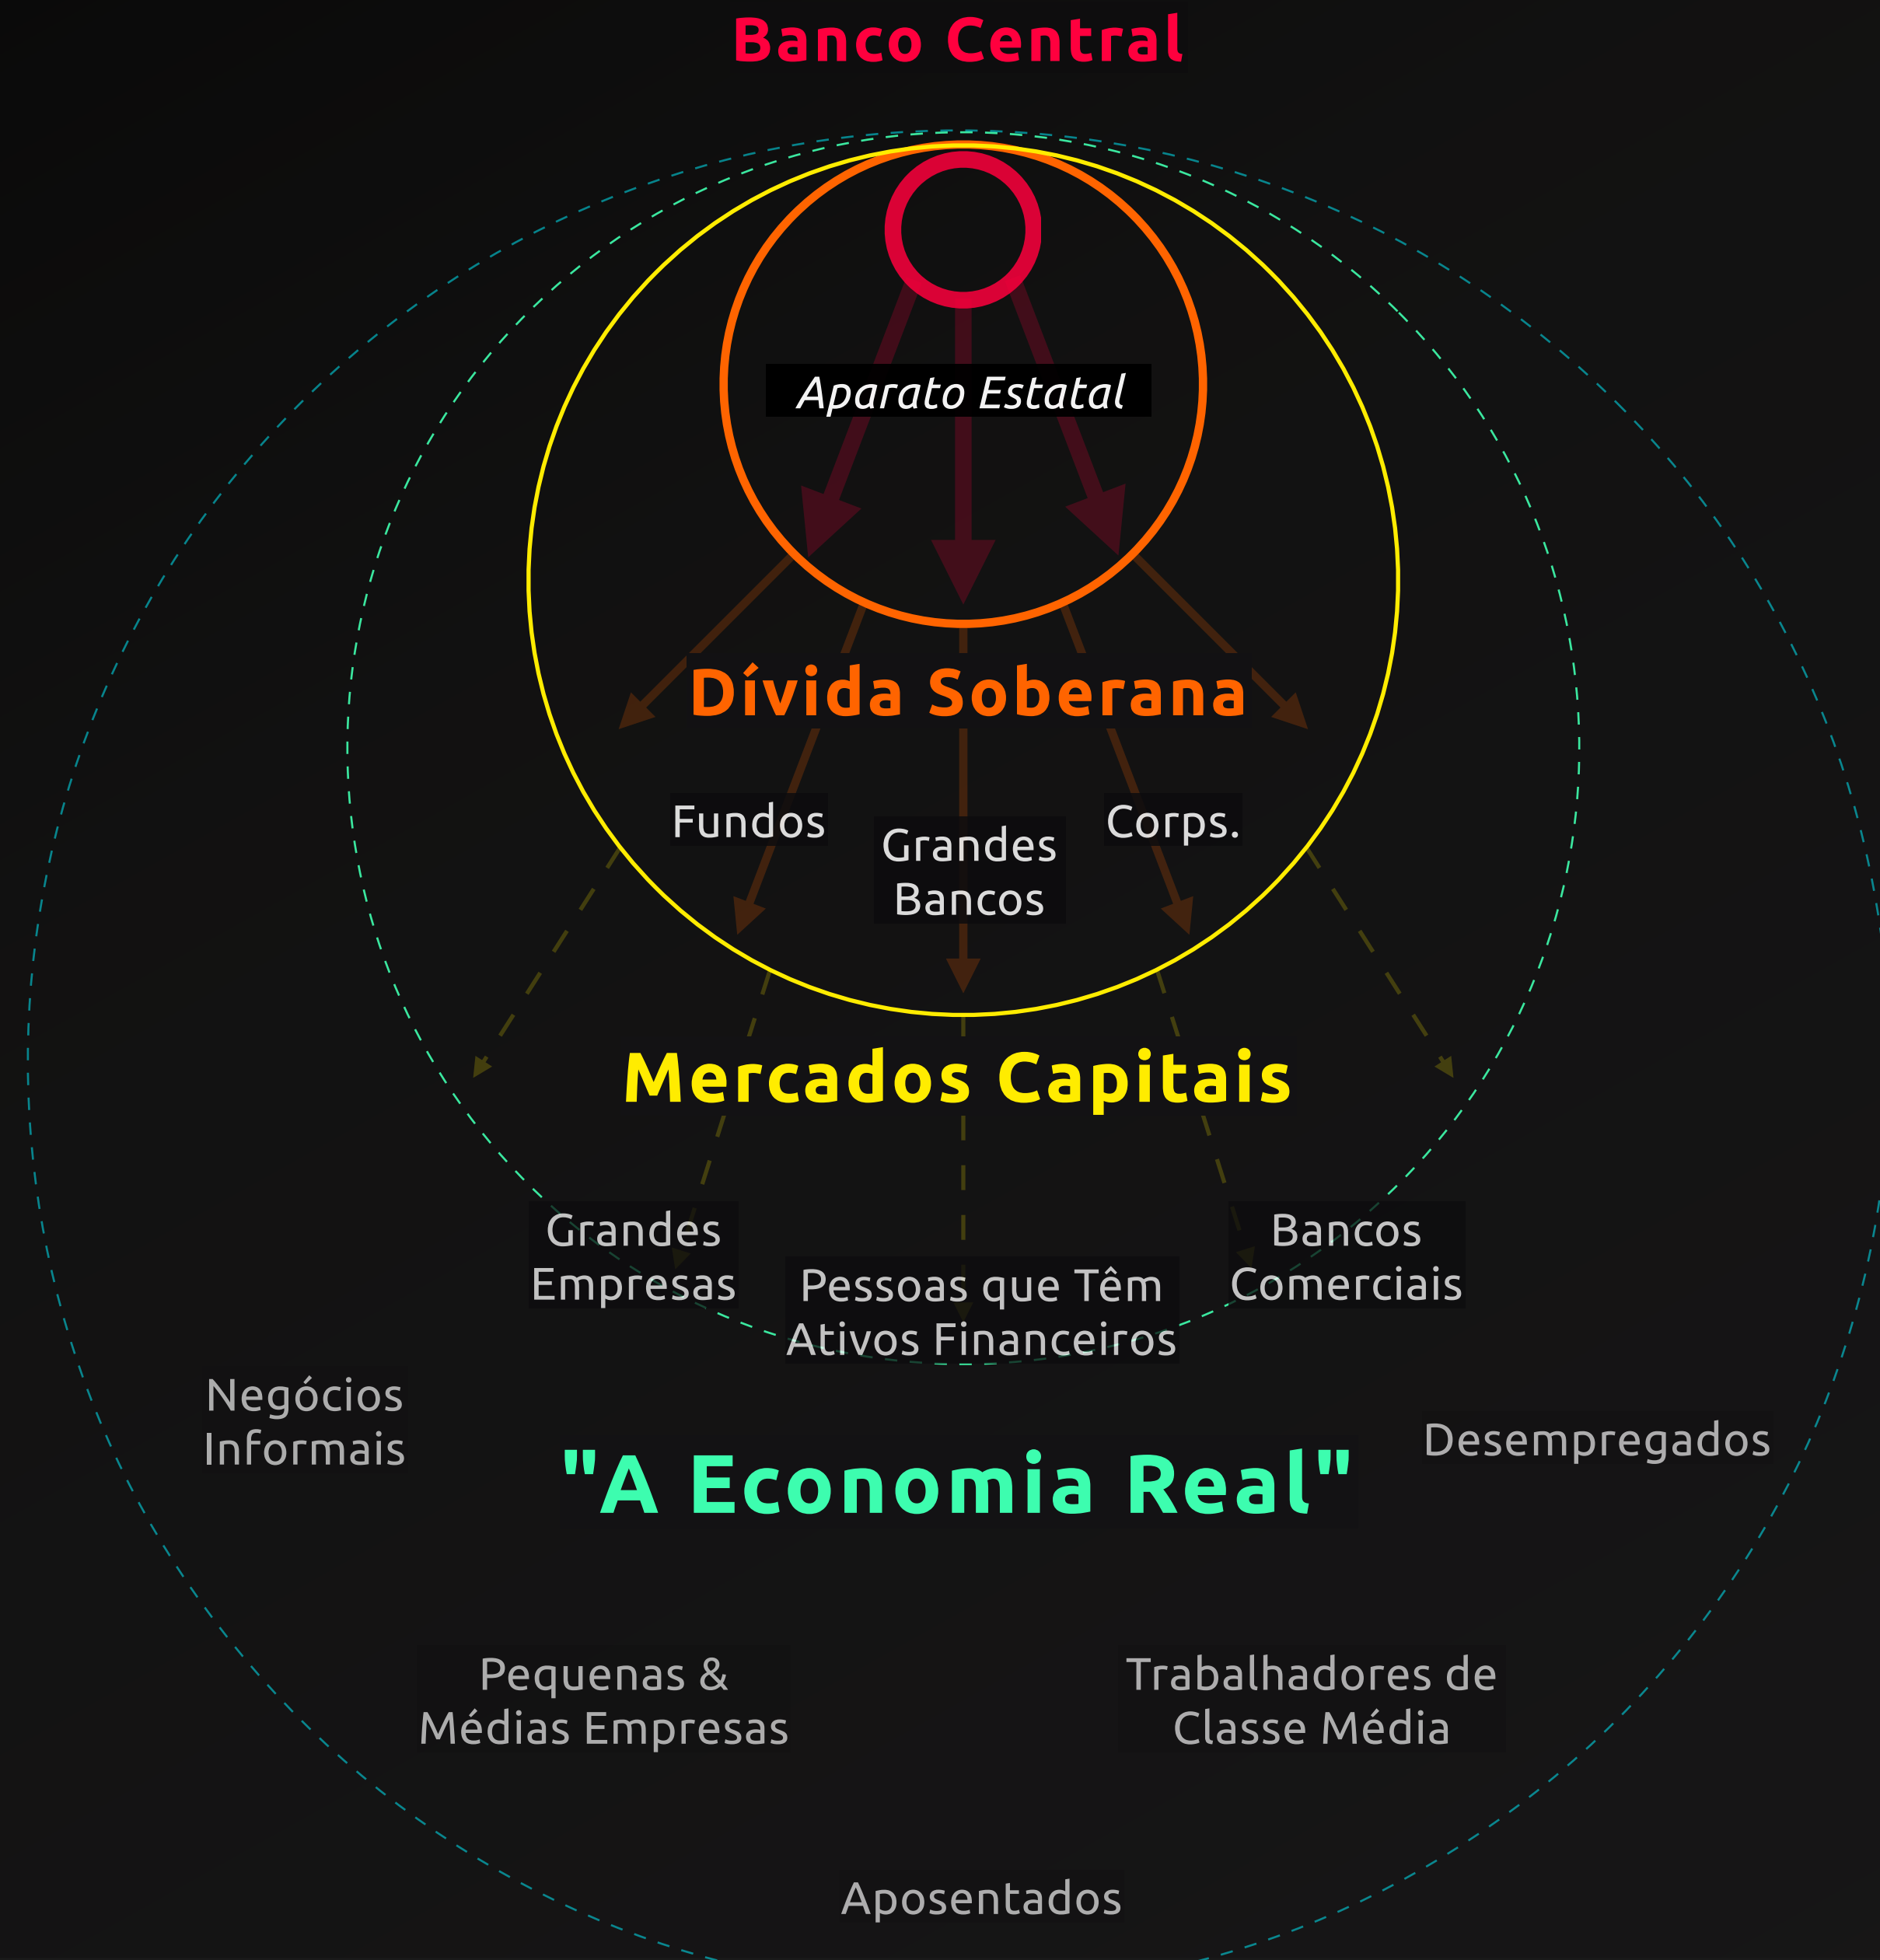 Banco Central
Aparato Estatal
Dívida Soberana
Fundos
Grandes
Bancos
Corps.
Mercados Capitais
Grandes
Empresas
Pessoas que Têm
Ativos Financeiros
Bancos
Comerciais
Negócios
Informais
"A Economia Real"
Desempregados
Pequenas &
Médias Empresas
Trabalhadores de
Classe Média
Aposentados